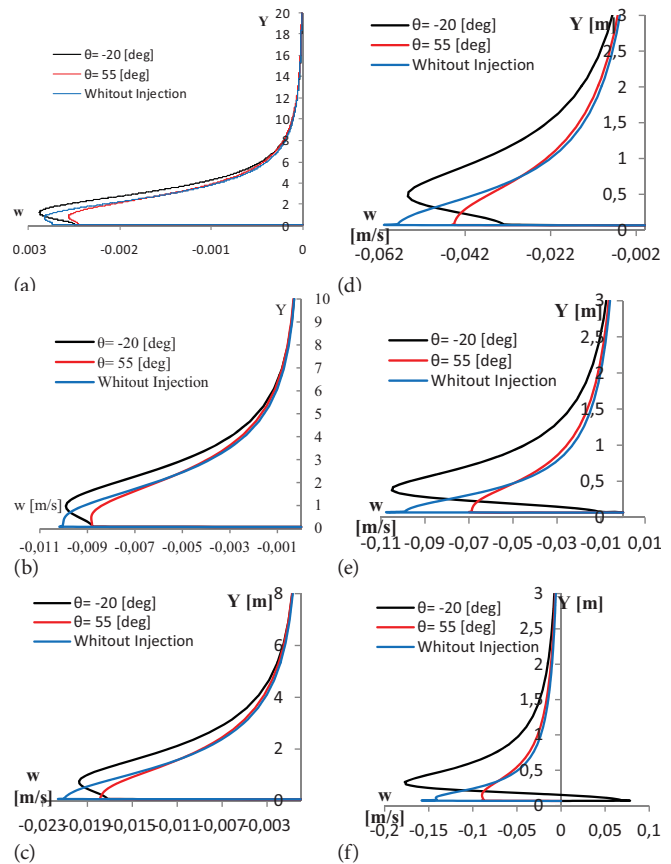 20
Y
18
θ= -20 [deg]
16
θ= 55 [deg]
14
Whitout Injection
12
10
8
6
4
2
w
0
0.003
-0.002
-0.001
0
(a)
10
Y
9
θ= -20 [deg]
8
θ= 55 [deg]
7
Whitout Injection
6
5
4
3
2
w [m/s]
1
0
-0.011
-0.009
-0.007
-0.005
-0.003
-0.001
(b)
8
θ= -20 [deg]
Y [m]
θ= 55 [deg]
6
Whitout Injection
4
2
w
[m/s]
0
-0,023
-0,019
-0,015
-0,011
-0,007
-0,003
(c)
Y [m]
3
θ= -20 [deg]
2,5
θ= 55 [deg]
Whitout Injection
2
1,5
1
0,5
w
0
[m/s]
-0,062
-0,042
-0,022
-0,002
(d)
Y [m]
3
θ= -20 [deg]
2,5
θ= 55 [deg]
Whitout Injection
2
1,5
1
0,5
w
0
[m/s]
-0,11
-0,09
-0,07
-0,05
-0,03
-0,01
0,01
(e)
3
Y [m]
θ= -20 [deg]
2,5
θ= 55 [deg]
Whitout Injection
2
1,5
1
0,5
w
[m/s]
0
-0,2
-0,15
-0,1
-0,05
0
0,05
0,1
(f)